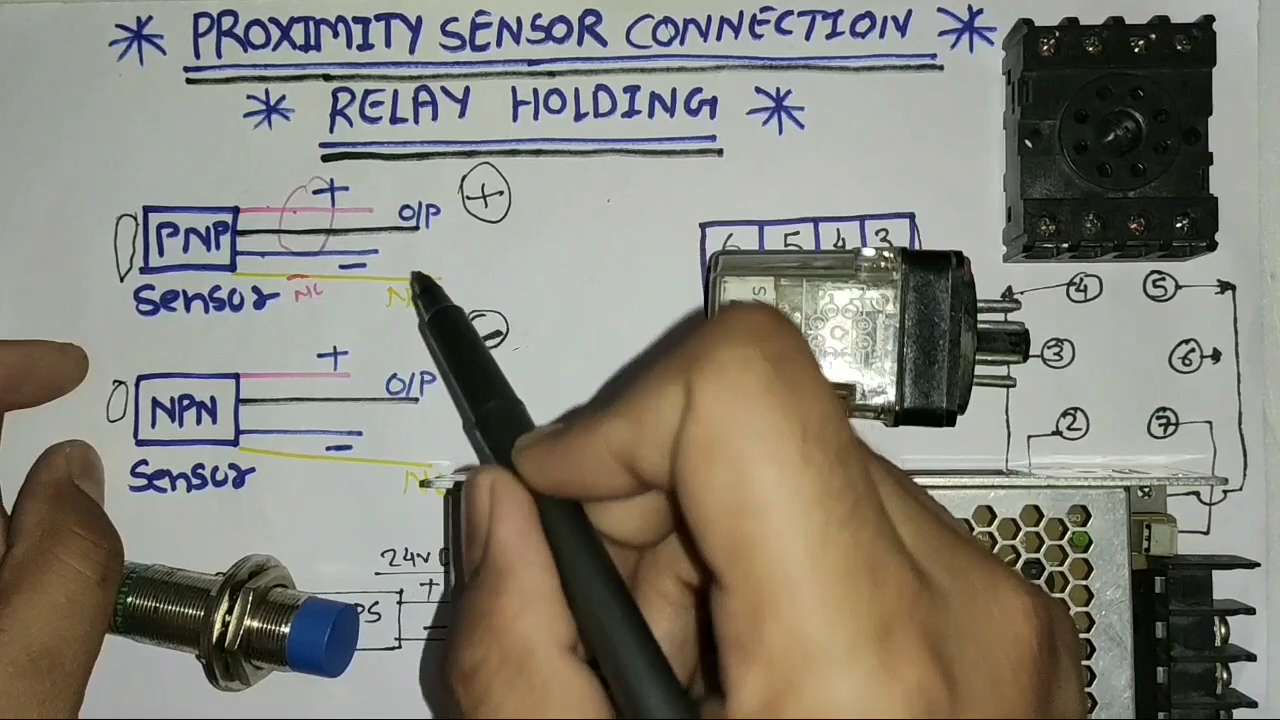 * PROXIMITY SENSOR CONNECTION *
* RELAY HOLDING *
PNP
+
O/P
+
-
NC
Sensor
-
NPN
+
O/P
-
Sensor
24V
+
-
6 5 4 3
4 5
3 6
2 7